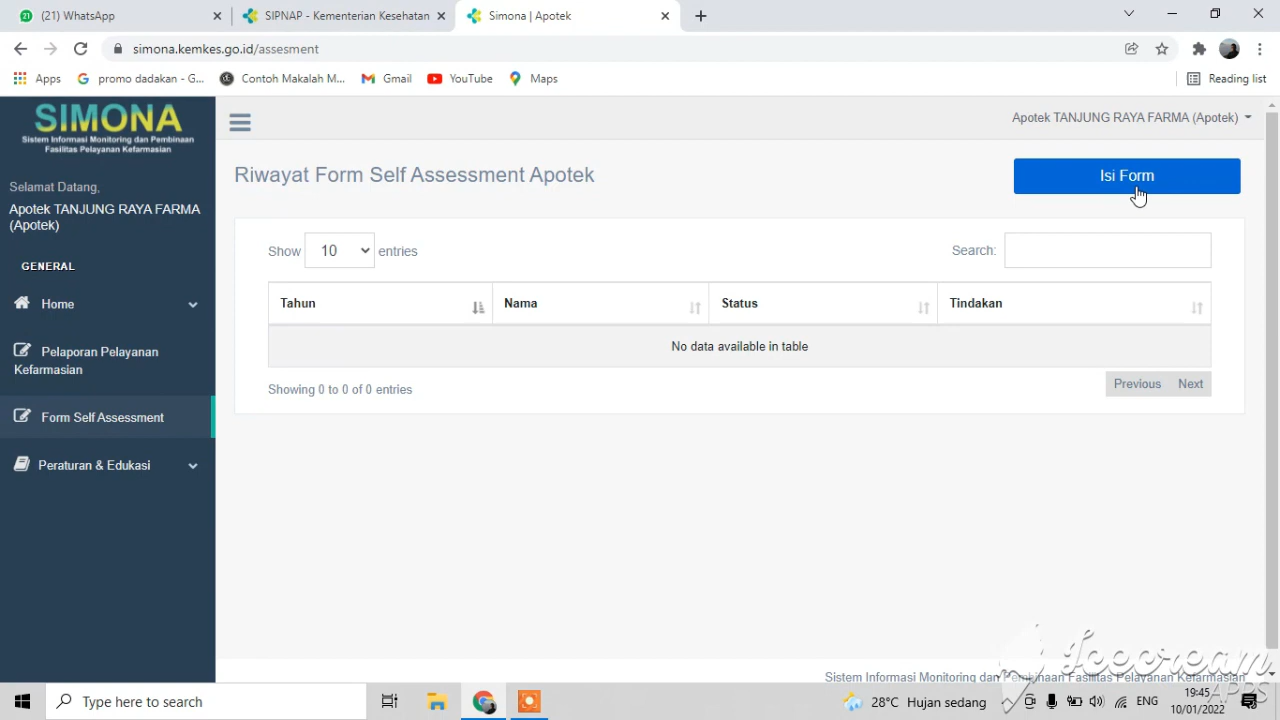 (21) WhatsApp
SIPNAP - Kementerian Kesehatan
Simona | Apotek
simona.kemkes.go.id/assesment
Apps
promo dadakan - G...
Contoh Makalah M...
Gmail
YouTube
Maps
Reading list
SIMONA
Sistem Informasi Monitoring dan Pembinaan
Fasilitas Pelayanan Kefarmasian
Selamat Datang,
Apotek TANJUNG RAYA FARMA
(Apotek)
GENERAL
Home
Pelaporan Pelayanan
Kefarmasian
Form Self Assessment
Peraturan & Edukasi
Apotek TANJUNG RAYA FARMA (Apotek)
Riwayat Form Self Assessment Apotek
Isi Form
Show 10 entries
Search:
Tahun Nama Status Tindakan
No data available in table
Showing 0 to 0 of 0 entries
Previous Next
Sistem Informasi Monitoring dan Pembinaan Fasilitas Pelayanan Kefarmasian
APPS
Type here to search
28°C Hujan sedang
ENG
19:45
10/01/2022